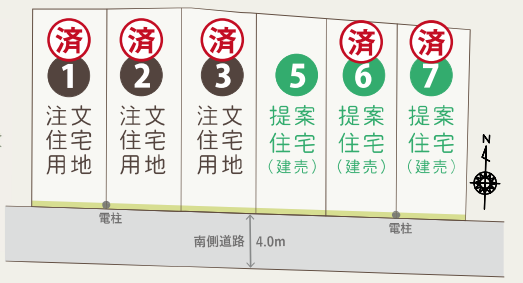 済 済 済 済 済
1 2 3 5 6 7
注文 注文 注文 提案 提案 提案
住宅 住宅 住宅 住宅 住宅 住宅
用地 用地 用地 （建売） （建売） （建売）
N
電柱 電柱
南側道路 4.0m